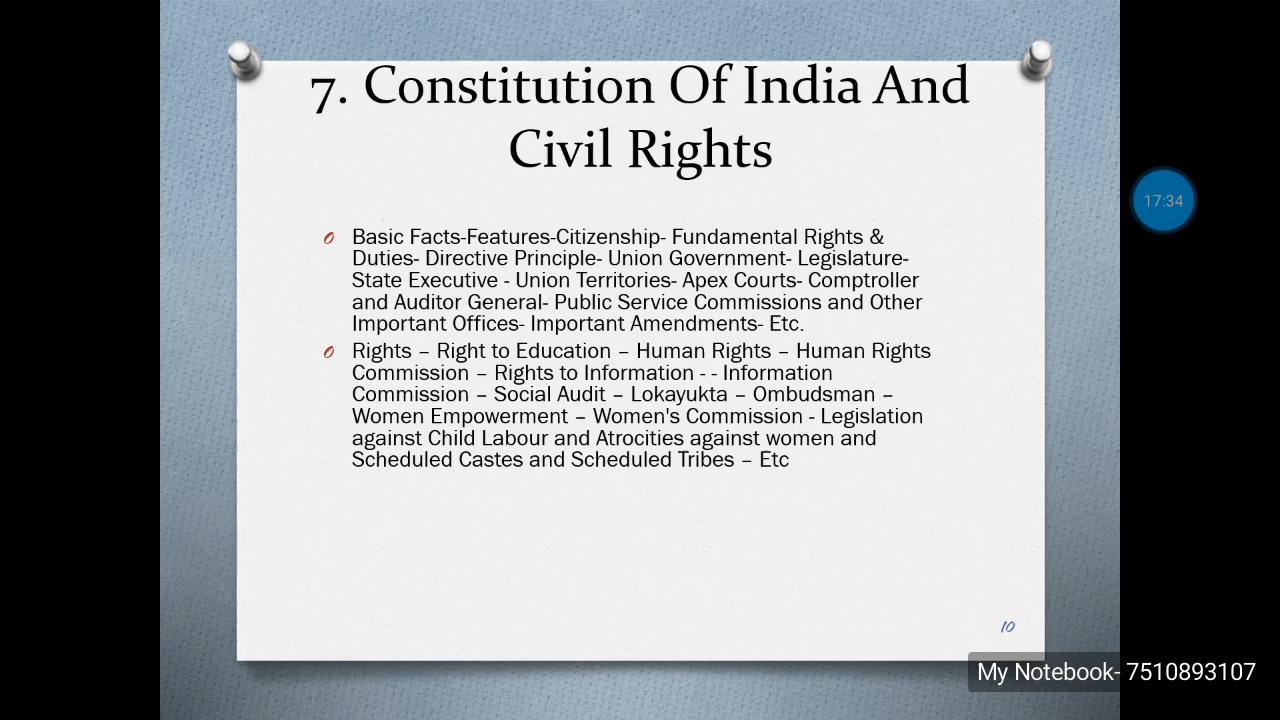 7. Constitution Of India And
Civil Rights
Basic Facts-Features-Citizenship- Fundamental Rights &
Duties- Directive Principle- Union Government- Legislature-
State Executive - Union Territories- Apex Courts- Comptroller
and Auditor General- Public Service Commissions and Other
Important Offices- Important Amendments- Etc.
Rights – Right to Education – Human Rights – Human Rights
Commission – Rights to Information - - Information
Commission – Social Audit – Lokayukta – Ombudsman –
Women Empowerment – Women's Commission - Legislation
against Child Labour and Atrocities against women and
Scheduled Castes and Scheduled Tribes – Etc
17:34
10
My Notebook- 7510893107